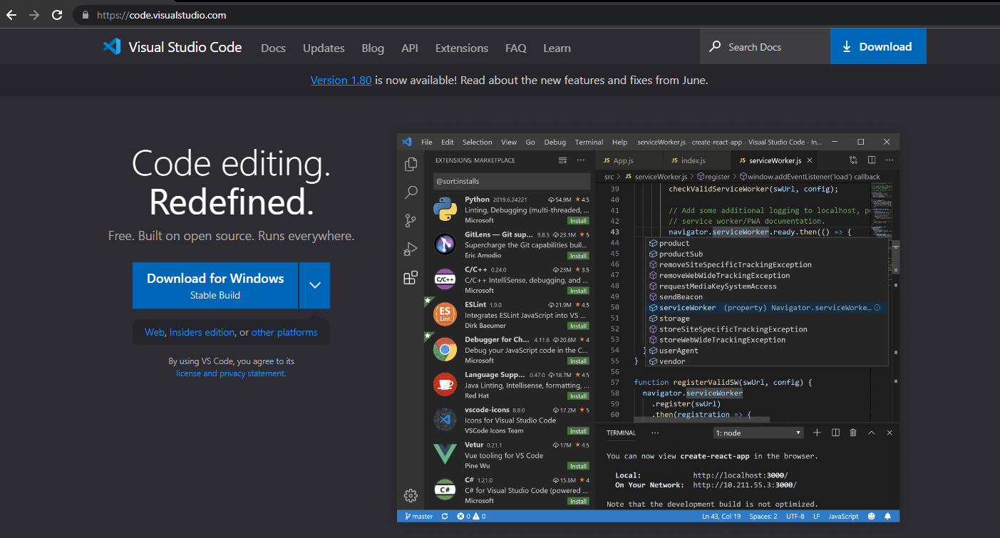 https://code.visualstudio.com
Visual Studio Code Docs Updates Blog API Extensions FAQ Learn Search Docs Download
Version 1.80 is now available! Read about the new features and fixes from June.
Code editing.
Redefined.
Free. Built on open source. Runs everywhere.
Download for Windows
Stable Build
Web, Insiders edition, or other platforms
By using VS Code, you agree to its
license and privacy statement.
File Edit Selection View Go Debug Terminal Help serviceWorker.js - create-react-app - Visual Studio Code - In...
EXTENSIONS: MARKETPLACE
@sort:installs
Python 2019.6.24221 54.9M ★ 4.5
Linting, Debugging (multi-threaded, ...
Microsoft Install
GitLens — Git sup... 9.8.5 23.1M ★ 5
Supercharge the Git capabilities buil...
Eric Amodio Install
C/C++
C/C++ 0.24.0 23M ★ 3.5
C/C++ IntelliSense, debugging, and ...
Microsoft Install
ES
Lint
ESLint 1.9.0 21.9M ★ 4.5
Integrates ESLint JavaScript into VS ...
Dirk Baeumer Install
Debugger for Ch... 4.11.6 20.6M ★ 4
Debug your JavaScript code in the C...
Microsoft Install
Language Supp... 0.47.0 18.7M ★ 4.5
Java Linting, Intellisense, formatting, ...
Red Hat Install
vscode-icons 8.8.0 17.2M ★ 5
Icons for Visual Studio Code
VSCode Icons Team Install
Vetur 0.21.1 17M ★ 4.5
Vue tooling for VS Code
Pine Wu Install
C#
C# 1.21.0 15.6M ★ 4
C# for Visual Studio Code (powered ...
Microsoft Install
JS App.js JS index.js JS serviceWorker.js
src > JS serviceWorker.js > register > window.addEventListener('load') callback
39 checkValidServiceWorker(swUrl, config);
40
41 // Add some additional logging to localhost, p
42 // service worker/PWA documentation.
43 navigator.serviceWorker.ready.then(() => {
44 product
45 productSub
46 removeSiteSpecificTrackingException
47 removeWebWideTrackingException
48 requestMediaKeySystemAccess
49 sendBeacon
50 serviceWorker (property) Navigator.serviceWorke...
51 storage
52 storeSiteSpecificTrackingException
53 storeWebWideTrackingException
54 } userAgent
55 } vendor
56
57 function registerValidSW(swUrl, config) {
58 navigator.serviceWorker
59 .register(swUrl)
60 .then(registration => {
TERMINAL ... 1: node
You can now view create-react-app in the browser.
Local: http://localhost:3000/
On Your Network: http://10.211.55.3:3000/
Note that the development build is not optimized.
master 0 0 Ln 43, Col 19 Spaces: 2 UTF-8 LF JavaScript